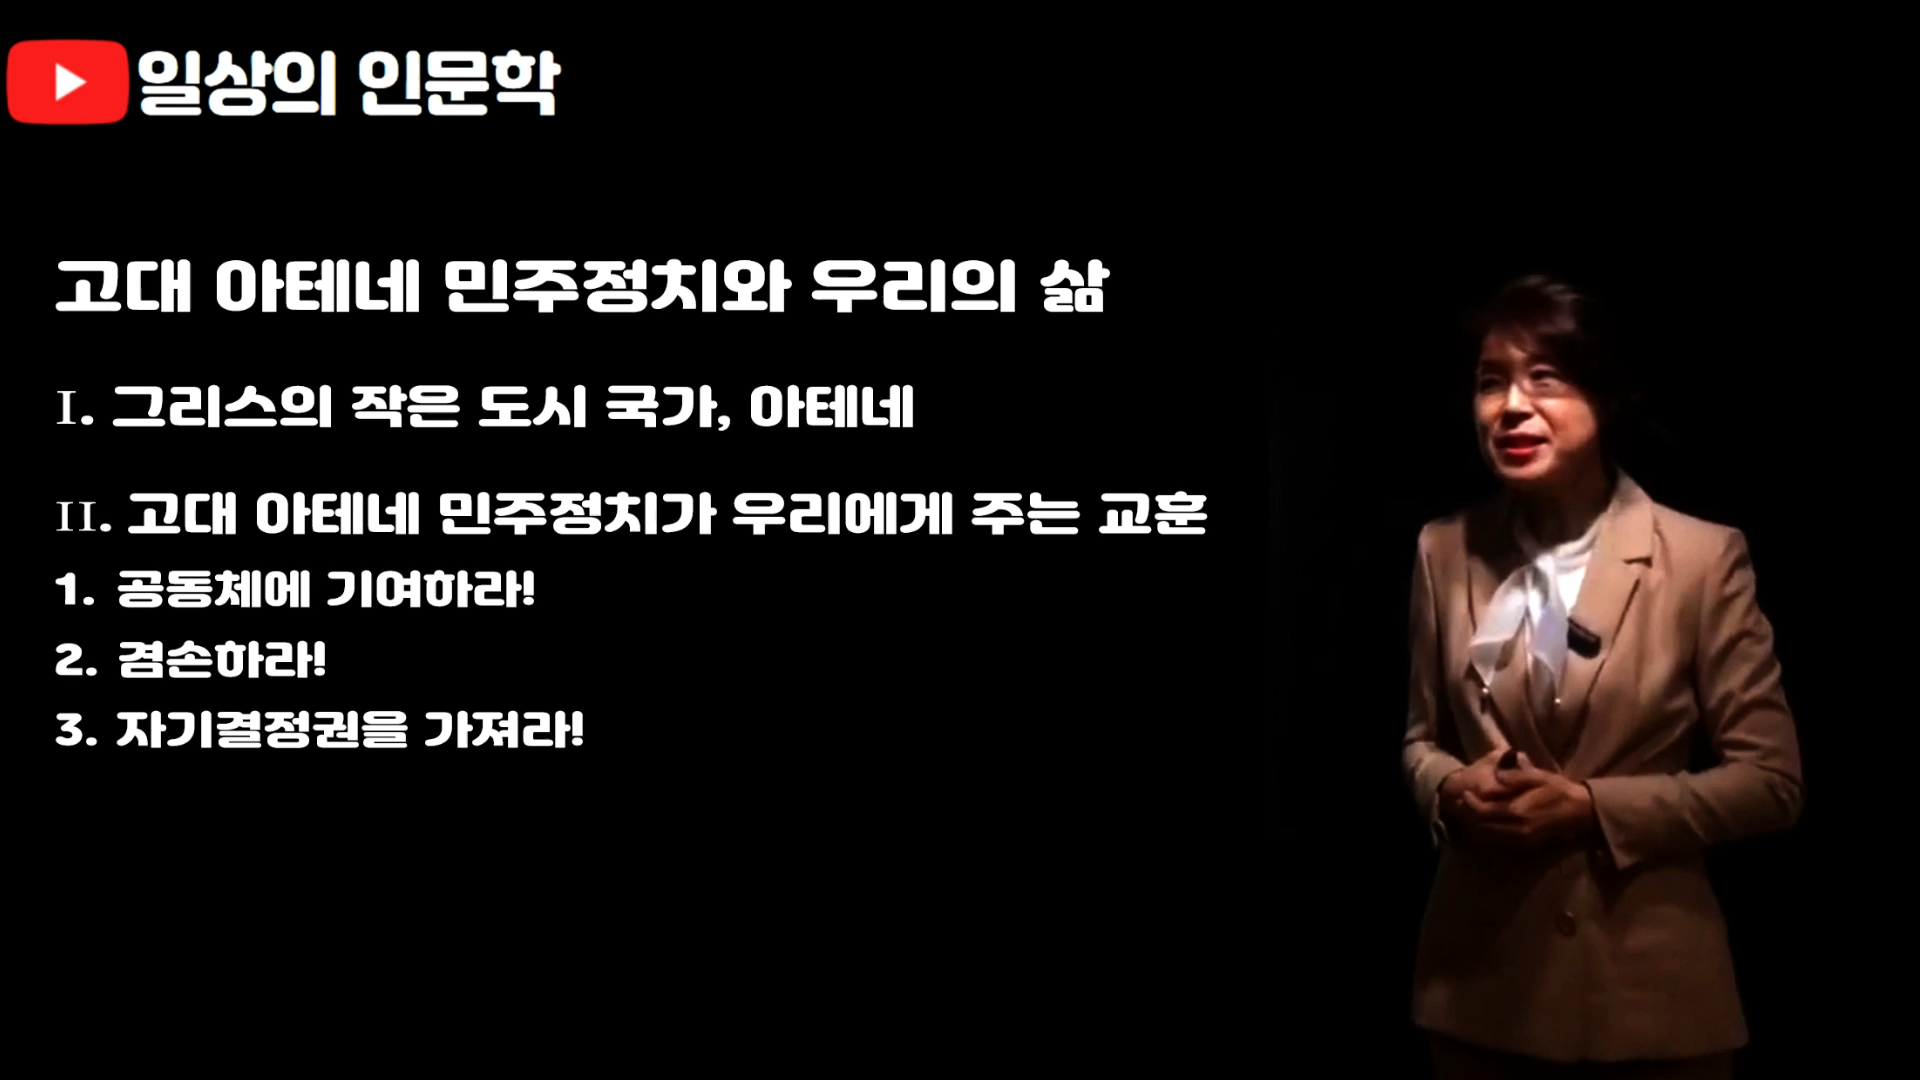 일상의 인문학
고대 아테네 민주정치와 우리의 삶
I. 그리스의 작은 도시 국가, 아테네
II. 고대 아테네 민주정치가 우리에게 주는 교훈
1. 공동체에 기여하라!
2. 겸손하라!
3. 자기결정권을 가져라!